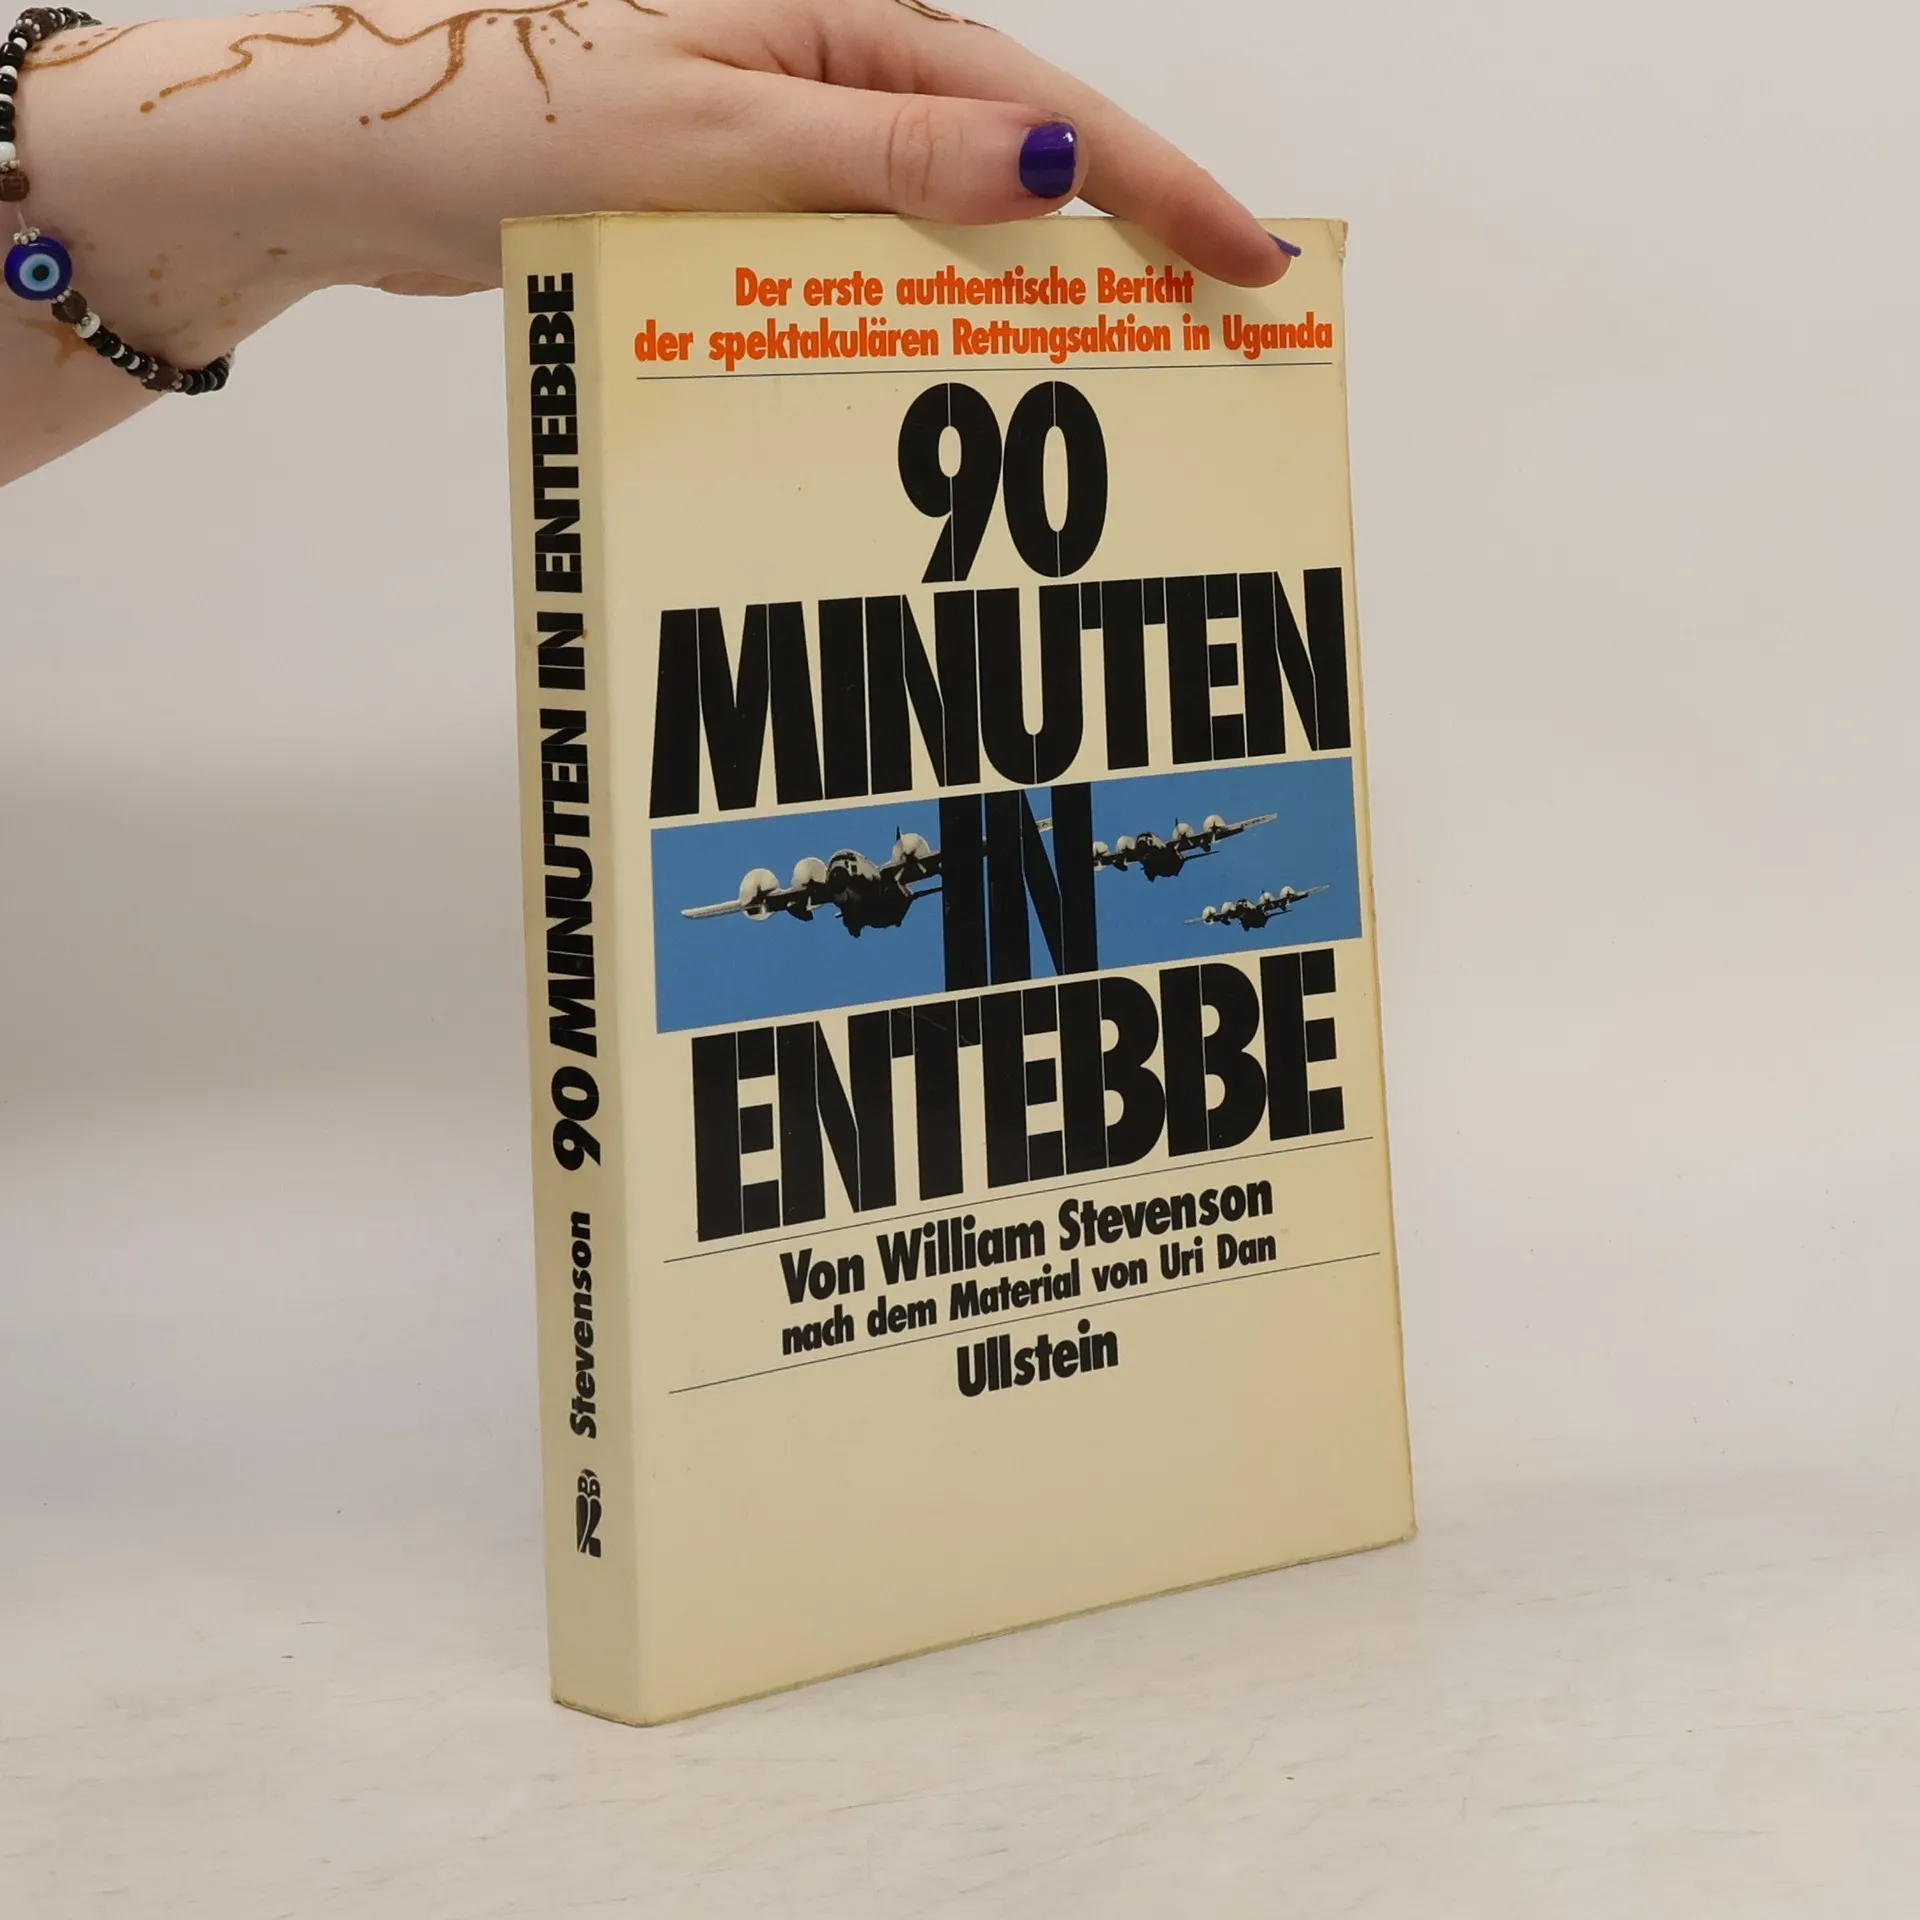 Der erste authentische Bericht
der spektakulären Rettungsaktion in Uganda
90
MINUTEN
IN
ENTEBBE
Von William Stevenson
nach dem Material von Uri Dan
Ullstein
Stevenson 90 MINUTEN IN ENTEBBE